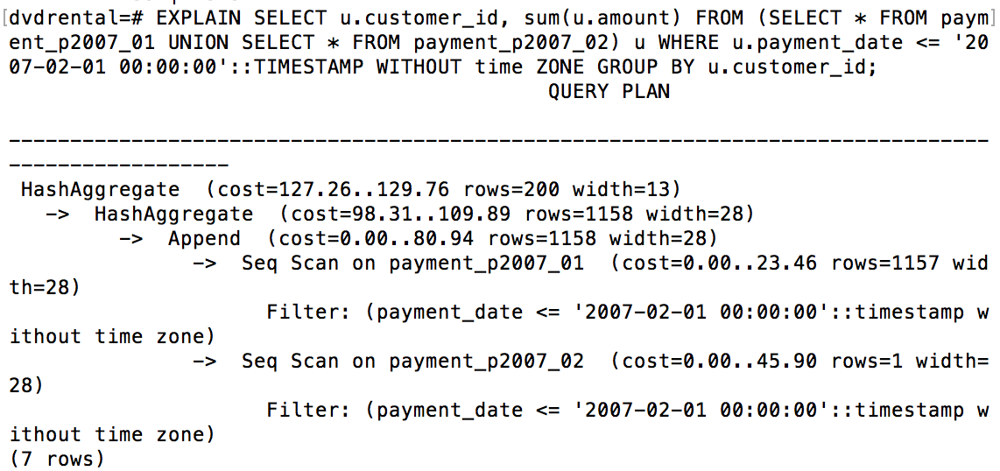 [dvdrental=# EXPLAIN SELECT u.customer_id, sum(u.amount) FROM (SELECT * FROM paym]
ent_p2007_01 UNION SELECT * FROM payment_p2007_02) u WHERE u.payment_date <= '20
07-02-01 00:00:00'::TIMESTAMP WITHOUT time ZONE GROUP BY u.customer_id;
QUERY PLAN
--------------------------------------------------------------------------------
------------------
HashAggregate  (cost=127.26..129.76 rows=200 width=13)
  ->  HashAggregate  (cost=98.31..109.89 rows=1158 width=28)
        ->  Append  (cost=0.00..80.94 rows=1158 width=28)
              ->  Seq Scan on payment_p2007_01  (cost=0.00..23.46 rows=1157 wid
th=28)
                    Filter: (payment_date <= '2007-02-01 00:00:00'::timestamp w
ithout time zone)
              ->  Seq Scan on payment_p2007_02  (cost=0.00..45.90 rows=1 width=
28)
                    Filter: (payment_date <= '2007-02-01 00:00:00'::timestamp w
ithout time zone)
(7 rows)